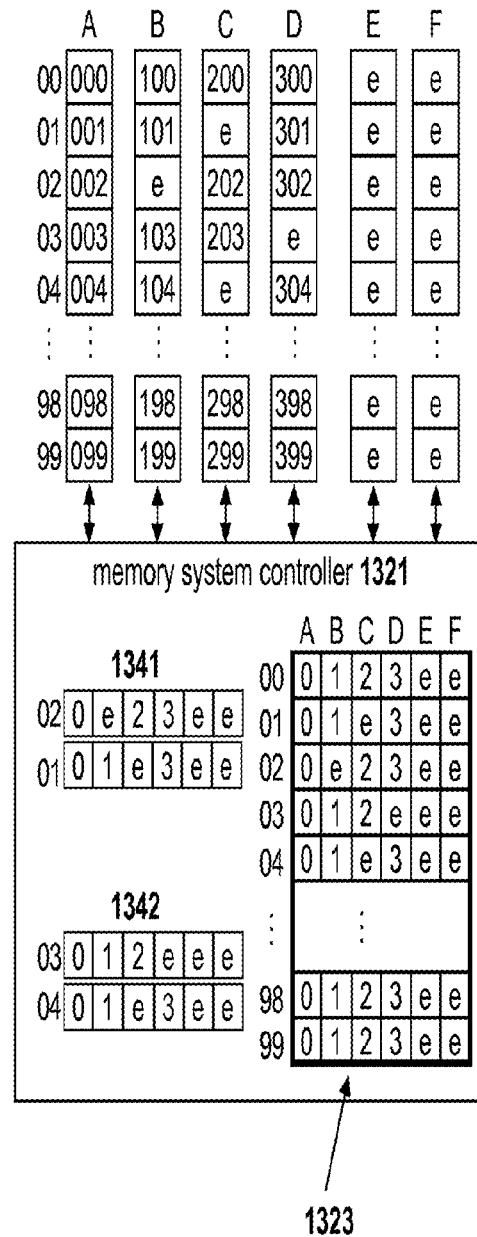 A B C D E F
00 000 100 200 300 e e
01 001 101 e 301 e e
02 002 e 202 302 e e
03 003 103 203 e e e
04 004 104 e 304 e e
98 098 198 298 398 e e
99 099 199 299 399 e e
memory system controller 1321
1341
02 0 e 2 3 e e
01 0 1 e 3 e e
1342
03 0 1 2 e e e
04 0 1 e 3 e e
A B C D E F
00 0 1 2 3 e e
01 0 1 e 3 e e
02 0 e 2 3 e e
03 0 1 2 e e e
04 0 1 e 3 e e
98 0 1 2 3 e e
99 0 1 2 3 e e
1323